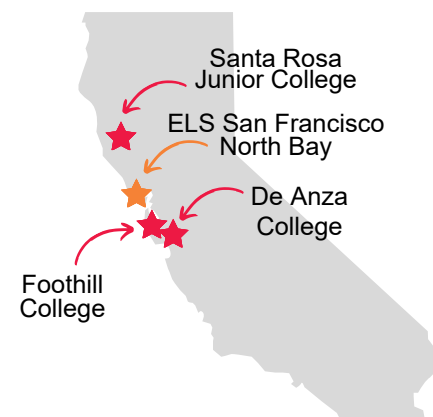 Santa Rosa
Junior College
ELS San Francisco
North Bay
De Anza
College
Foothill
College